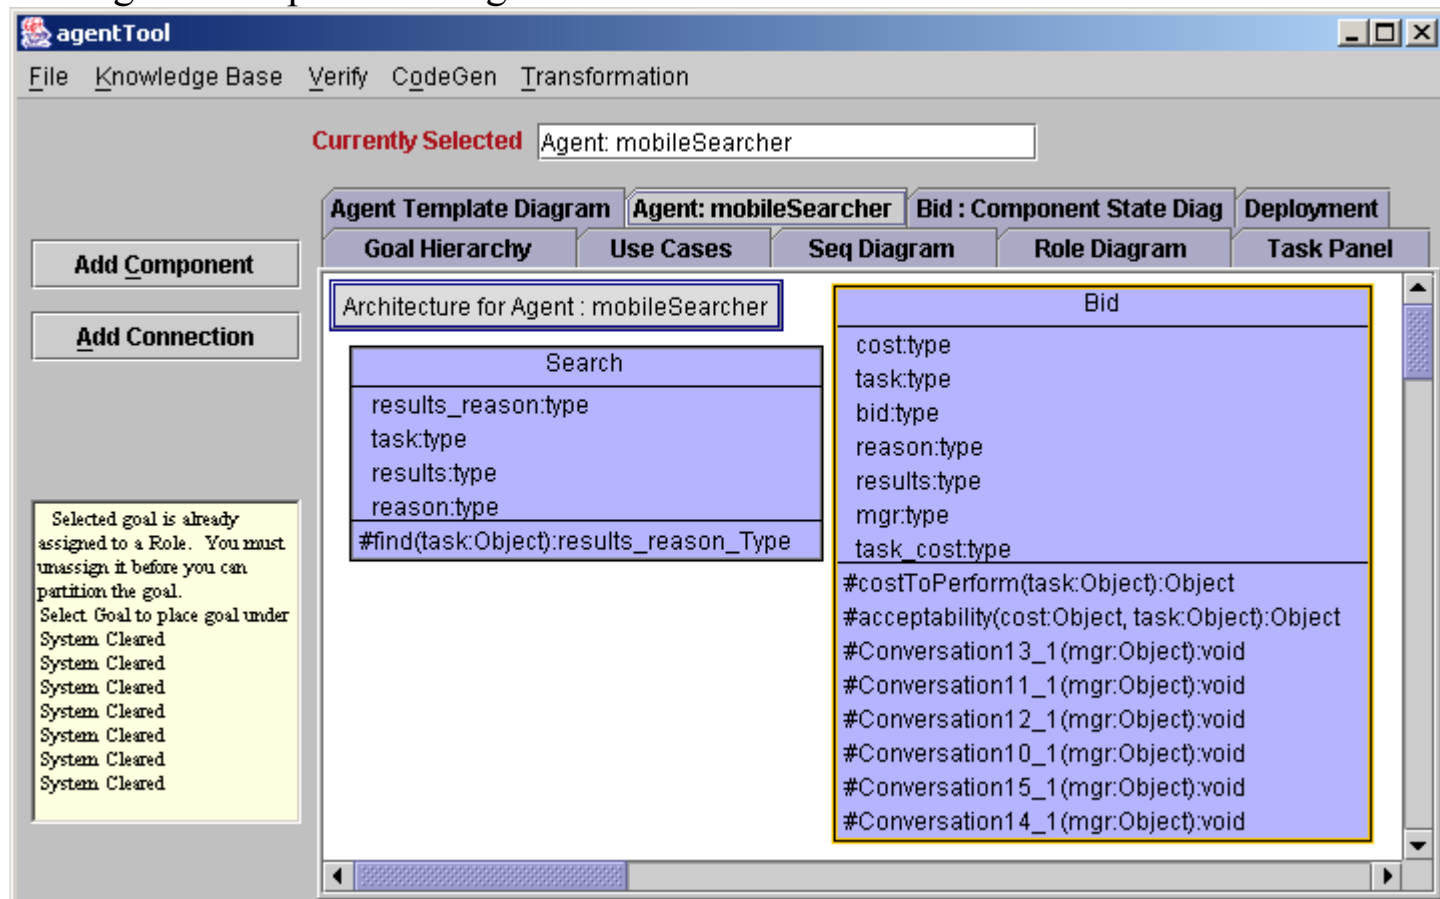 agentTool
File Knowledge Base Verify CodeGen Transformation
Currently Selected Agent: mobileSearcher
Agent Template Diagram Agent: mobileSearcher Bid : Component State Diag Deployment
Goal Hierarchy Use Cases Seq Diagram Role Diagram Task Panel
Add Component
Add Connection
Selected goal is already
assigned to a Role. You must
unassign it before you can
partition the goal.
Select Goal to place goal under
System Cleared
System Cleared
System Cleared
System Cleared
System Cleared
System Cleared
System Cleared
Architecture for Agent : mobileSearcher
Search
results_reason:type
task:type
results:type
reason:type
#find(task:Object):results_reason_Type
Bid
cost:type
task:type
bid:type
reason:type
results:type
mgr:type
task_cost:type
#costToPerform(task:Object):Object
#acceptability(cost:Object, task:Object):Object
#Conversation13_1(mgr:Object):void
#Conversation11_1(mgr:Object):void
#Conversation12_1(mgr:Object):void
#Conversation10_1(mgr:Object):void
#Conversation15_1(mgr:Object):void
#Conversation14_1(mgr:Object):void